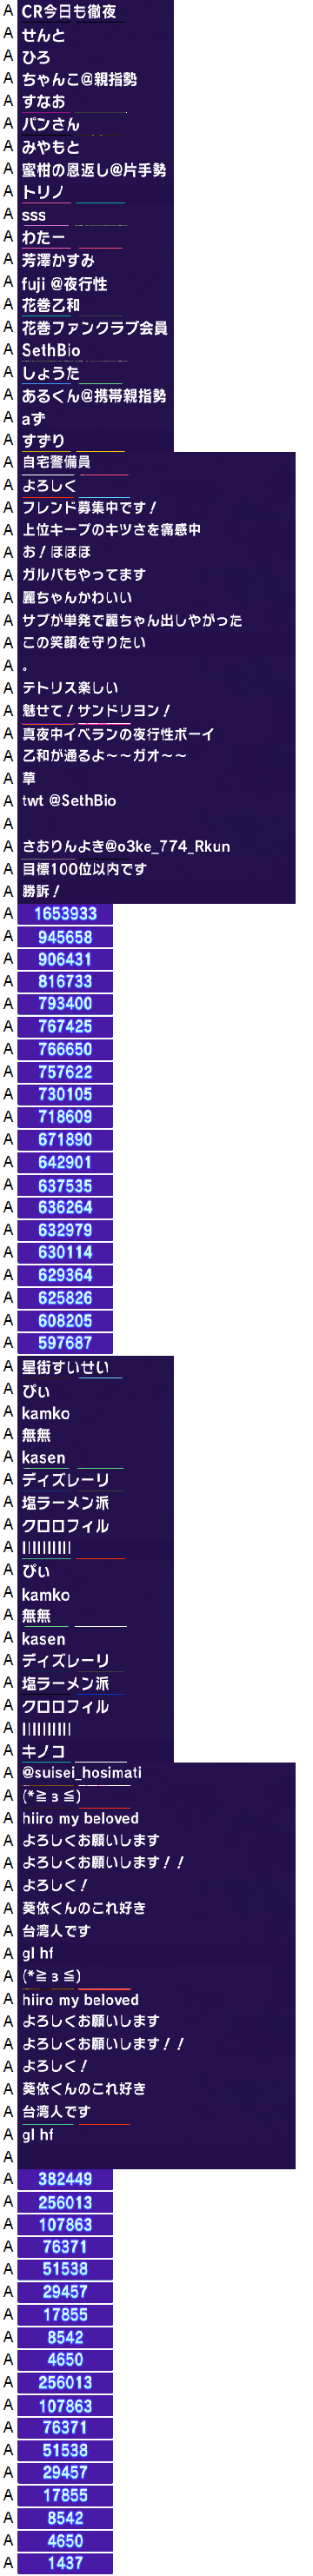 A CR今日も徹夜
A せんと
A ひろ
A ちゃんこ@親指勢
A すなお
A パンさん
A みやもと
A 蜜柑の恩返し@片手勢
A トリノ
A sss
A わたー
A 芳澤かすみ
A fuji @夜行性
A 花巻乙和
A 花巻ファンクラブ会員
A SethBio
A しょうた
A あるくん@携帯親指勢
A aず
A すずり
A 自宅警備員
A よろしく
A フレンド募集中です！
A 上位キープのキツさを痛感中
A お！ほほほ
A ガルパもやってます
A 麗ちゃんかわいい
A サブが単発で麗ちゃん出しやがった
A この笑顔を守りたい
A 。
A テトリス楽しい
A 魅せて！サンドリヨン！
A 真夜中イベランの夜行性ボーイ
A 乙和が通るよ～～ガオ～～
A 草
A twt @SethBio
A
A さおりんよき@o3ke_774_Rkun
A 目標100位以内です
A 勝訴！
A 1653933
A 945658
A 906431
A 816733
A 793400
A 767425
A 766650
A 757622
A 730105
A 718609
A 671890
A 642901
A 637535
A 636264
A 632979
A 630114
A 629364
A 625826
A 608205
A 597687
A 星街すいせい
A ぴぃ
A kamko
A 無無
A kasen
A ディズレーリ
A 塩ラーメン派
A クロロフィル
A llllllllll
A ぴぃ
A kamko
A 無無
A kasen
A ディズレーリ
A 塩ラーメン派
A クロロフィル
A llllllllll
A キノコ
A @suisei_hosimati
A (*≧з≦)
A hiiro my beloved
A よろしくお願いします
A よろしくお願いします！！
A よろしく！
A 葵依くんのこれ好き
A 台湾人です
A gl hf
A (*≧з≦)
A hiiro my beloved
A よろしくお願いします
A よろしくお願いします！！
A よろしく！
A 葵依くんのこれ好き
A 台湾人です
A gl hf
A
A 382449
A 256013
A 107863
A 76371
A 51538
A 29457
A 17855
A 8542
A 4650
A 256013
A 107863
A 76371
A 51538
A 29457
A 17855
A 8542
A 4650
A 1437